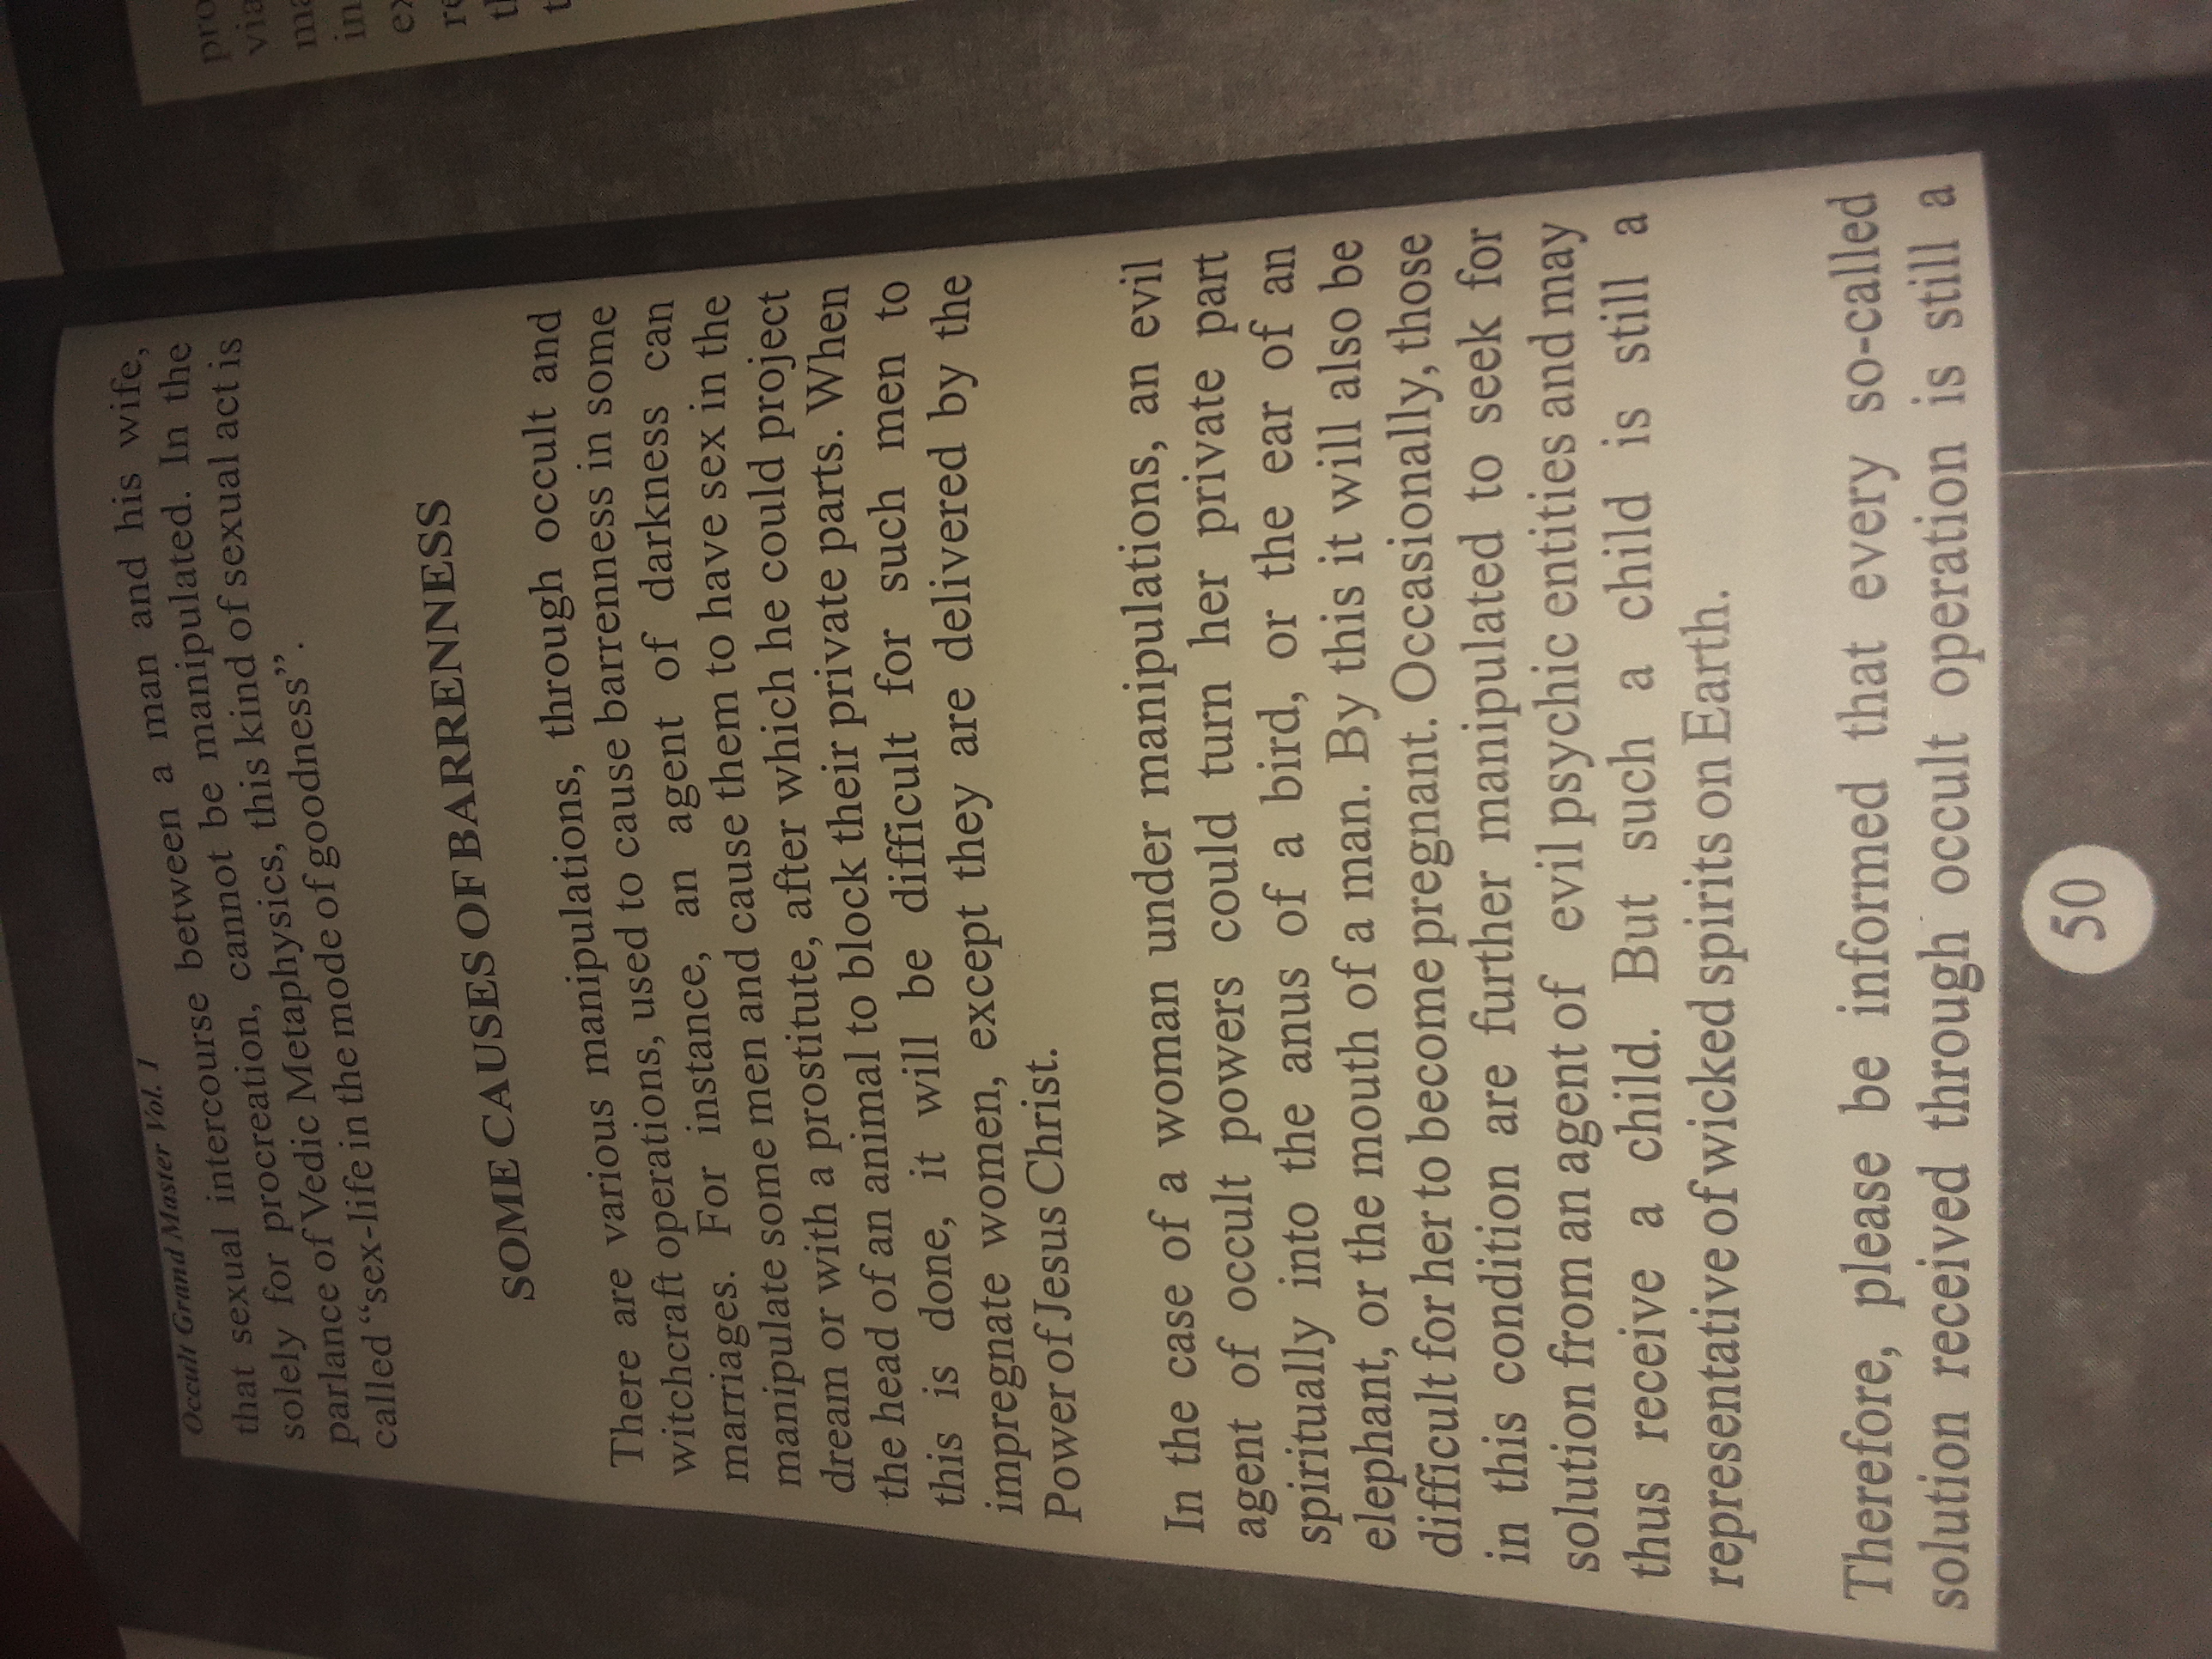 Occult Grand Master Vol. 1
that sexual intercourse between a man and his wife,
solely for procreation, cannot be manipulated. In the
parlance of Vedic Metaphysics, this kind of sexual act is
called “sex-life in the mode of goodness”.
SOME CAUSES OF BARRENNESS
There are various manipulations, through occult and
witchcraft operations, used to cause barrenness in some
marriages. For instance, an agent of darkness can
manipulate some men and cause them to have sex in the
dream or with a prostitute, after which he could project
the head of an animal to block their private parts. When
this is done, it will be difficult for such men to
impregnate women, except they are delivered by the
Power of Jesus Christ.
In the case of a woman under manipulations, an evil
agent of occult powers could turn her private part
spiritually into the anus of a bird, or the ear of an
elephant, or the mouth of a man. By this it will also be
difficult for her to become pregnant. Occasionally, those
in this condition are further manipulated to seek for
solution from an agent of evil psychic entities and may
thus receive a child. But such a child is still a
representative of wicked spirits on Earth.
Therefore, please be informed that every so-called
solution received through occult operation is still a
50